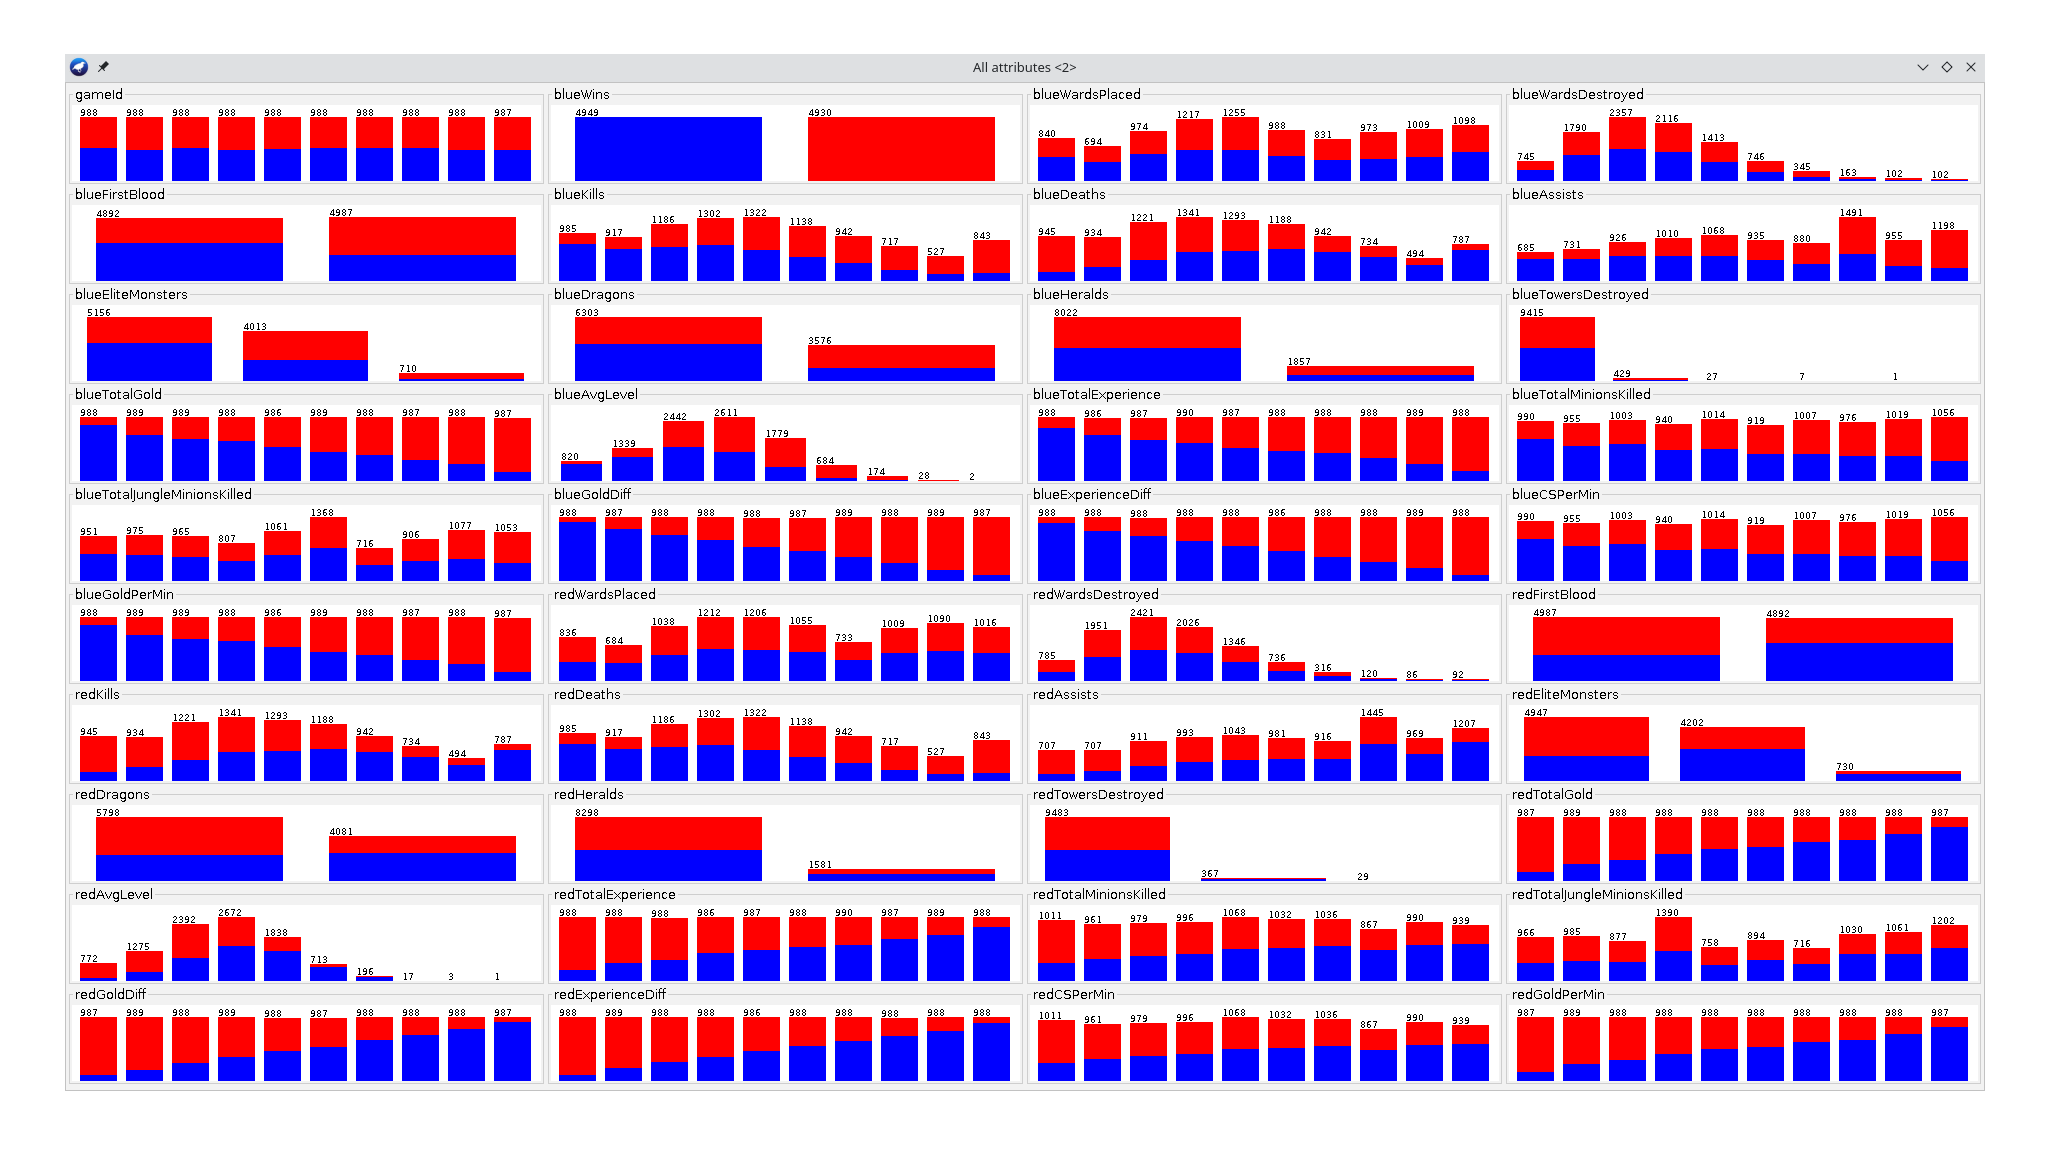 All attributes <2>
gameId
988 988 988 988 988 988 988 988 988 987
blueWins
4949 4930
blueWardsPlaced
840 694 974 1217 1255 988 831 973 1009 1098
blueWardsDestroyed
745 1790 2357 2116 1413 746 345 163 102 102
blueFirstBlood
4892 4987
blueKills
985 917 1186 1302 1322 1138 942 717 527 843
blueDeaths
945 934 1221 1341 1293 1188 942 734 494 787
blueAssists
685 731 926 1010 1068 935 880 1491 955 1198
blueEliteMonsters
5156 4013 710
blueDragons
6303 3576
blueHeralds
8022 1857
blueTowersDestroyed
9415 429 27 7 1
blueTotalGold
988 989 989 988 986 989 988 987 988 987
blueAvgLevel
820 1339 2442 2611 1779 684 174 28 2
blueTotalExperience
988 986 987 990 987 988 988 988 989 988
blueTotalMinionsKilled
990 955 1003 940 1014 919 1007 976 1019 1056
blueTotalJungleMinionsKilled
951 975 965 807 1061 1368 716 906 1077 1053
blueGoldDiff
988 987 988 988 988 987 989 988 989 987
blueExperienceDiff
988 988 988 988 988 986 988 988 989 988
blueCSPerMin
990 955 1003 940 1014 919 1007 976 1019 1056
blueGoldPerMin
988 989 989 988 986 989 988 987 988 987
redWardsPlaced
836 684 1038 1212 1206 1055 733 1009 1090 1016
redWardsDestroyed
785 1951 2421 2026 1346 736 316 120 86 92
redFirstBlood
4987 4892
redKills
945 934 1221 1341 1293 1188 942 734 494 787
redDeaths
985 917 1186 1302 1322 1138 942 717 527 843
redAssists
707 707 911 993 1043 981 916 1445 969 1207
redEliteMonsters
4947 4202 730
redDragons
5798 4081
redHeralds
8298 1581
redTowersDestroyed
9483 367 29
redTotalGold
987 989 988 988 988 988 988 988 988 987
redAvgLevel
772 1275 2392 2672 1838 713 196 17 3 1
redTotalExperience
988 988 988 986 987 988 990 987 989 988
redTotalMinionsKilled
1011 961 979 996 1068 1032 1036 867 990 939
redTotalJungleMinionsKilled
966 985 877 1390 758 894 716 1030 1061 1202
redGoldDiff
987 989 988 989 988 987 988 988 988 987
redExperienceDiff
988 989 988 988 986 988 988 988 988 988
redCSPerMin
1011 961 979 996 1068 1032 1036 867 990 939
redGoldPerMin
987 989 988 988 988 988 988 988 988 987